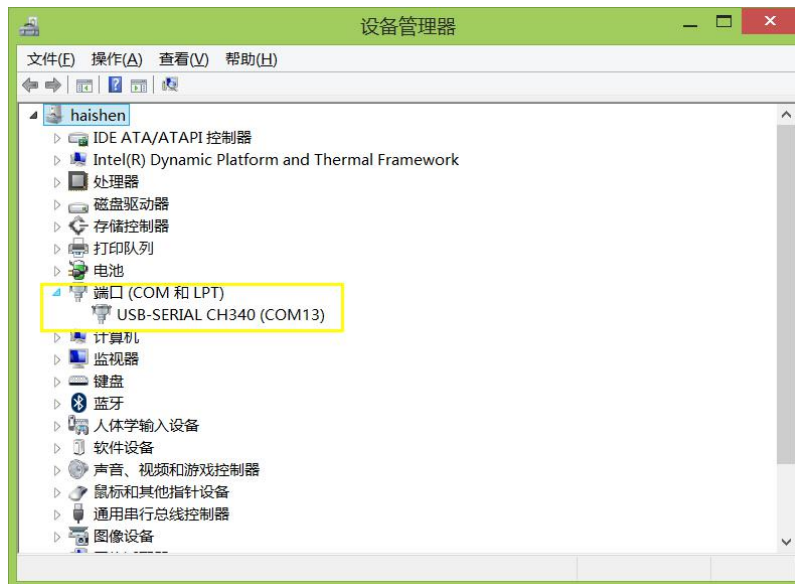 设备管理器
文件(F) 操作(A) 查看(V) 帮助(H)
haishen
IDE ATA/ATAPI 控制器
Intel(R) Dynamic Platform and Thermal Framework
处理器
磁盘驱动器
存储控制器
打印队列
电池
端口 (COM 和 LPT)
USB-SERIAL CH340 (COM13)
计算机
监视器
键盘
蓝牙
人体学输入设备
软件设备
声音、视频和游戏控制器
鼠标和其他指针设备
通用串行总线控制器
图像设备